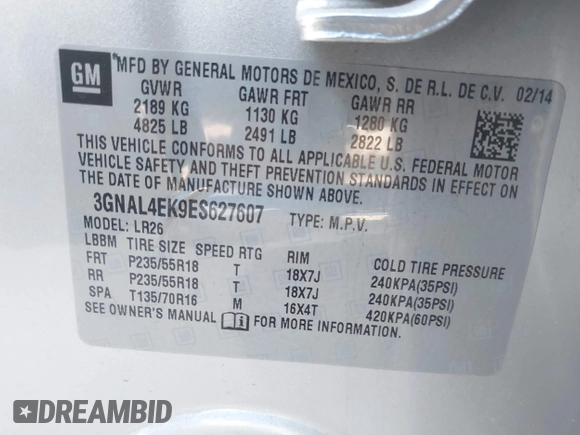 GM
MFD BY GENERAL MOTORS DE MEXICO, S. DE R.L. DE C.V. 02/14
GVWR GAWR FRT GAWR RR
2189 KG 1130 KG 1280 KG
4825 LB 2491 LB 2822 LB
THIS VEHICLE CONFORMS TO ALL APPLICABLE U.S. FEDERAL MOTOR
VEHICLE SAFETY AND THEFT PREVENTION STANDARDS IN EFFECT ON
THE DATE OF MANUFACTURE SHOWN ABOVE.
3GNAL4EK9ES627607 TYPE: M.P.V.
MODEL: LR26
LBBM TIRE SIZE SPEED RTG RIM COLD TIRE PRESSURE
FRT P235/55R18 T 18X7J 240KPA(35PSI)
RR P235/55R18 T 18X7J 240KPA(35PSI)
SPA T135/70R16 M 16X4T 420KPA(60PSI)
SEE OWNER'S MANUAL FOR MORE INFORMATION.
DREAMBID